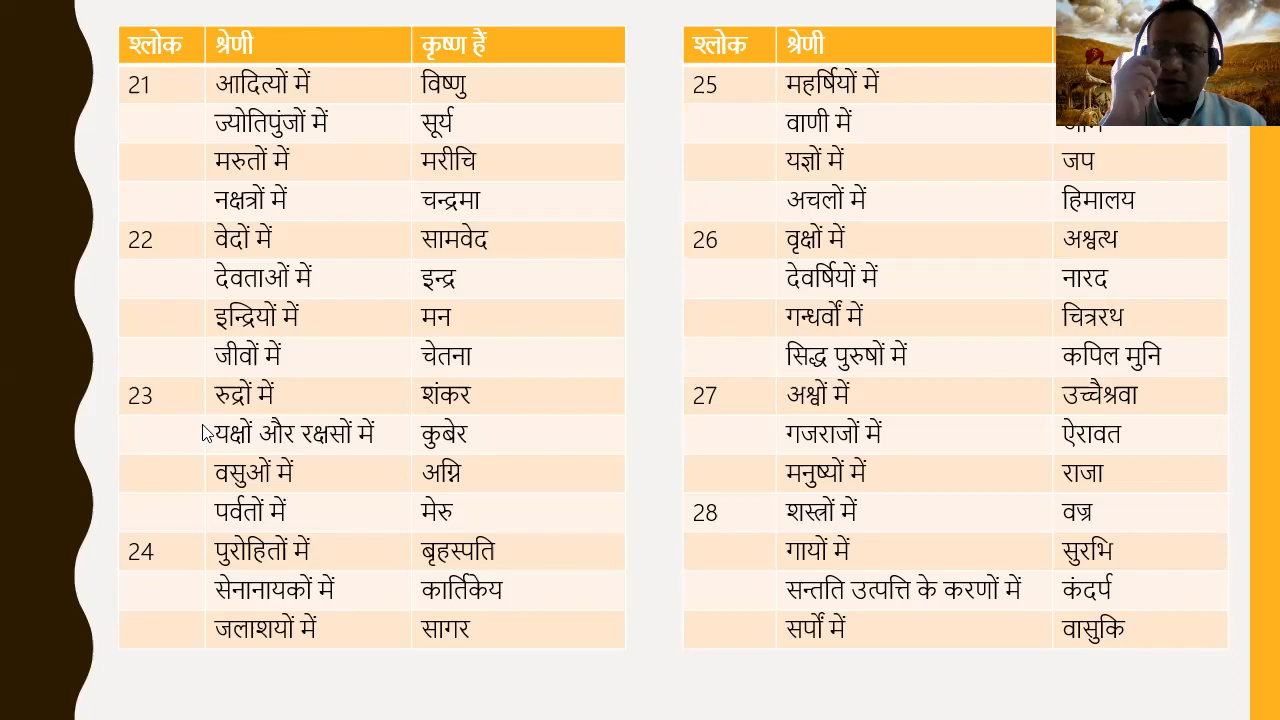 श्लोक श्रेणी कृष्ण हैं
21 आदित्यों में विष्णु
ज्योतिपुंजों में सूर्य
मरुतों में मरीचि
नक्षत्रों में चन्द्रमा
22 वेदों में सामवेद
देवताओं में इन्द्र
इन्द्रियों में मन
जीवों में चेतना
23 रुद्रों में शंकर
यक्षों और रक्षसों में कुबेर
वसुओं में अग्नि
पर्वतों में मेरु
24 पुरोहितों में बृहस्पति
सेनानायकों में कार्तिकेय
जलाशयों में सागर
श्लोक श्रेणी
25 महर्षियों में
वाणी में
यज्ञों में जप
अचलों में हिमालय
26 वृक्षों में अश्वत्थ
देवर्षियों में नारद
गन्धर्वों में चित्ररथ
सिद्ध पुरुषों में कपिल मुनि
27 अश्वों में उच्चैश्रवा
गजराजों में ऐरावत
मनुष्यों में राजा
28 शस्त्रों में वज्र
गायों में सुरभि
सन्तति उत्पत्ति के करणों में कंदर्प
सर्पों में वासुकि